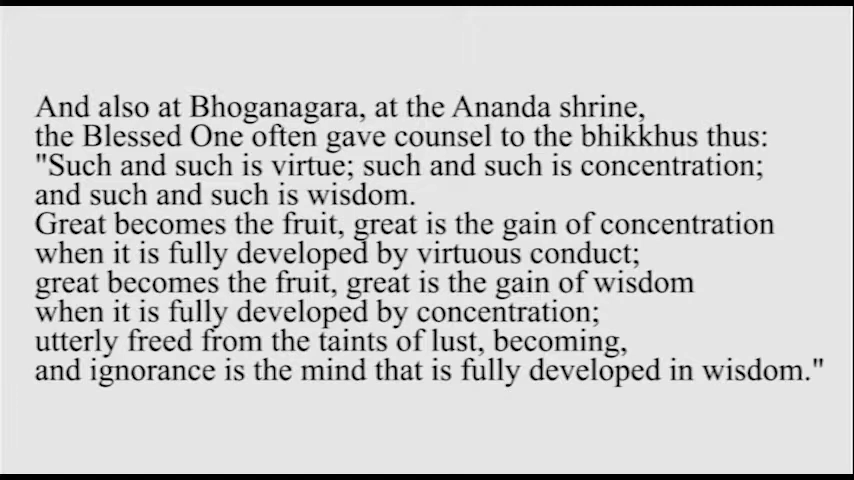 And also at Bhoganagara, at the Ananda shrine,
the Blessed One often gave counsel to the bhikkhus thus:
"Such and such is virtue; such and such is concentration;
and such and such is wisdom.
Great becomes the fruit, great is the gain of concentration
when it is fully developed by virtuous conduct;
great becomes the fruit, great is the gain of wisdom
when it is fully developed by concentration;
utterly freed from the taints of lust, becoming,
and ignorance is the mind that is fully developed in wisdom."